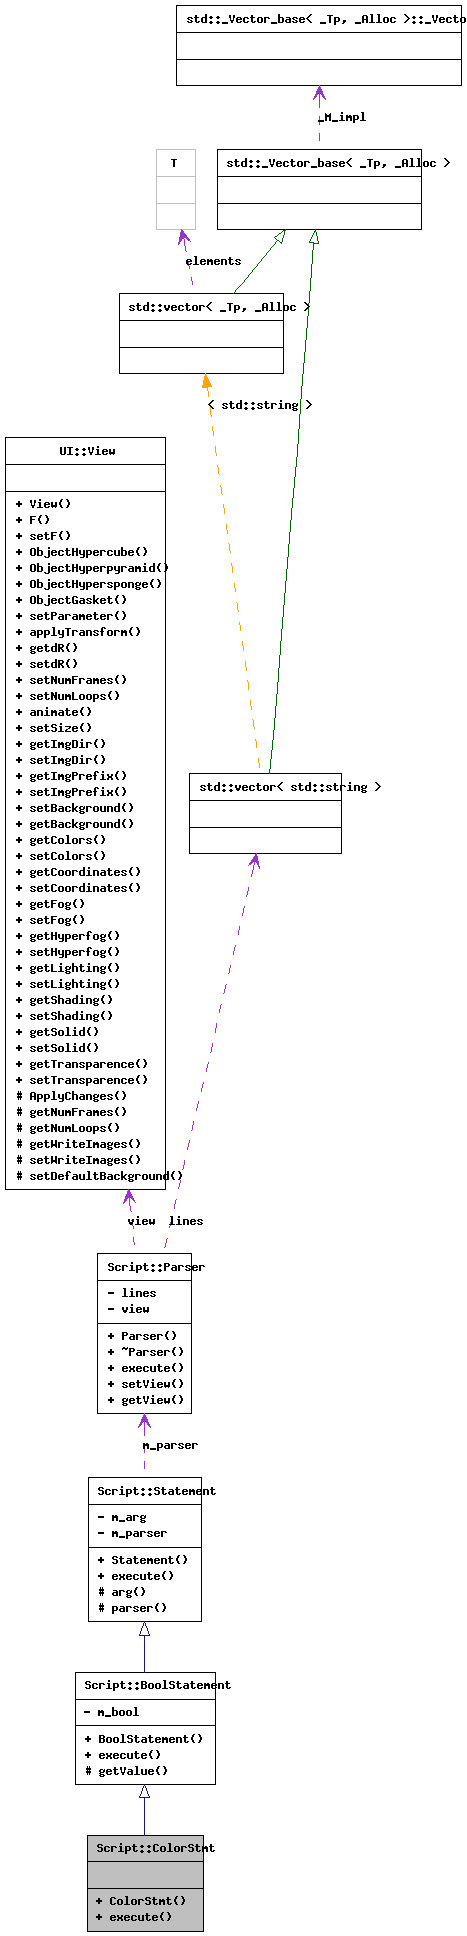 std::_Vector_base< _Tp, _Alloc >::_Vecto
_M_impl
T
std::_Vector_base< _Tp, _Alloc >
elements
std::vector< _Tp, _Alloc >
< std::string >
UI::View
+ View()
+ F()
+ setF()
+ ObjectHypercube()
+ ObjectHyperpyramid()
+ ObjectHypersponge()
+ ObjectGasket()
+ setParameter()
+ applyTransform()
+ getdR()
+ setdR()
+ setNumFrames()
+ setNumLoops()
+ animate()
+ setSize()
+ getImgDir()
+ setImgDir()
+ getImgPrefix()
+ setImgPrefix()
+ setBackground()
+ getBackground()
+ getColors()
+ setColors()
+ getCoordinates()
+ setCoordinates()
+ getFog()
+ setFog()
+ getHyperfog()
+ setHyperfog()
+ getLighting()
+ setLighting()
+ getShading()
+ setShading()
+ getSolid()
+ setSolid()
+ getTransparence()
+ setTransparence()
# ApplyChanges()
# getNumFrames()
# getNumLoops()
# getWriteImages()
# setWriteImages()
# setDefaultBackground()
std::vector< std::string >
view
lines
Script::Parser
- lines
- view
+ Parser()
+ ~Parser()
+ execute()
+ setView()
+ getView()
m_parser
Script::Statement
- m_arg
- m_parser
+ Statement()
+ execute()
# arg()
# parser()
Script::BoolStatement
- m_bool
+ BoolStatement()
+ execute()
# getValue()
Script::ColorStmt
+ ColorStmt()
+ execute()